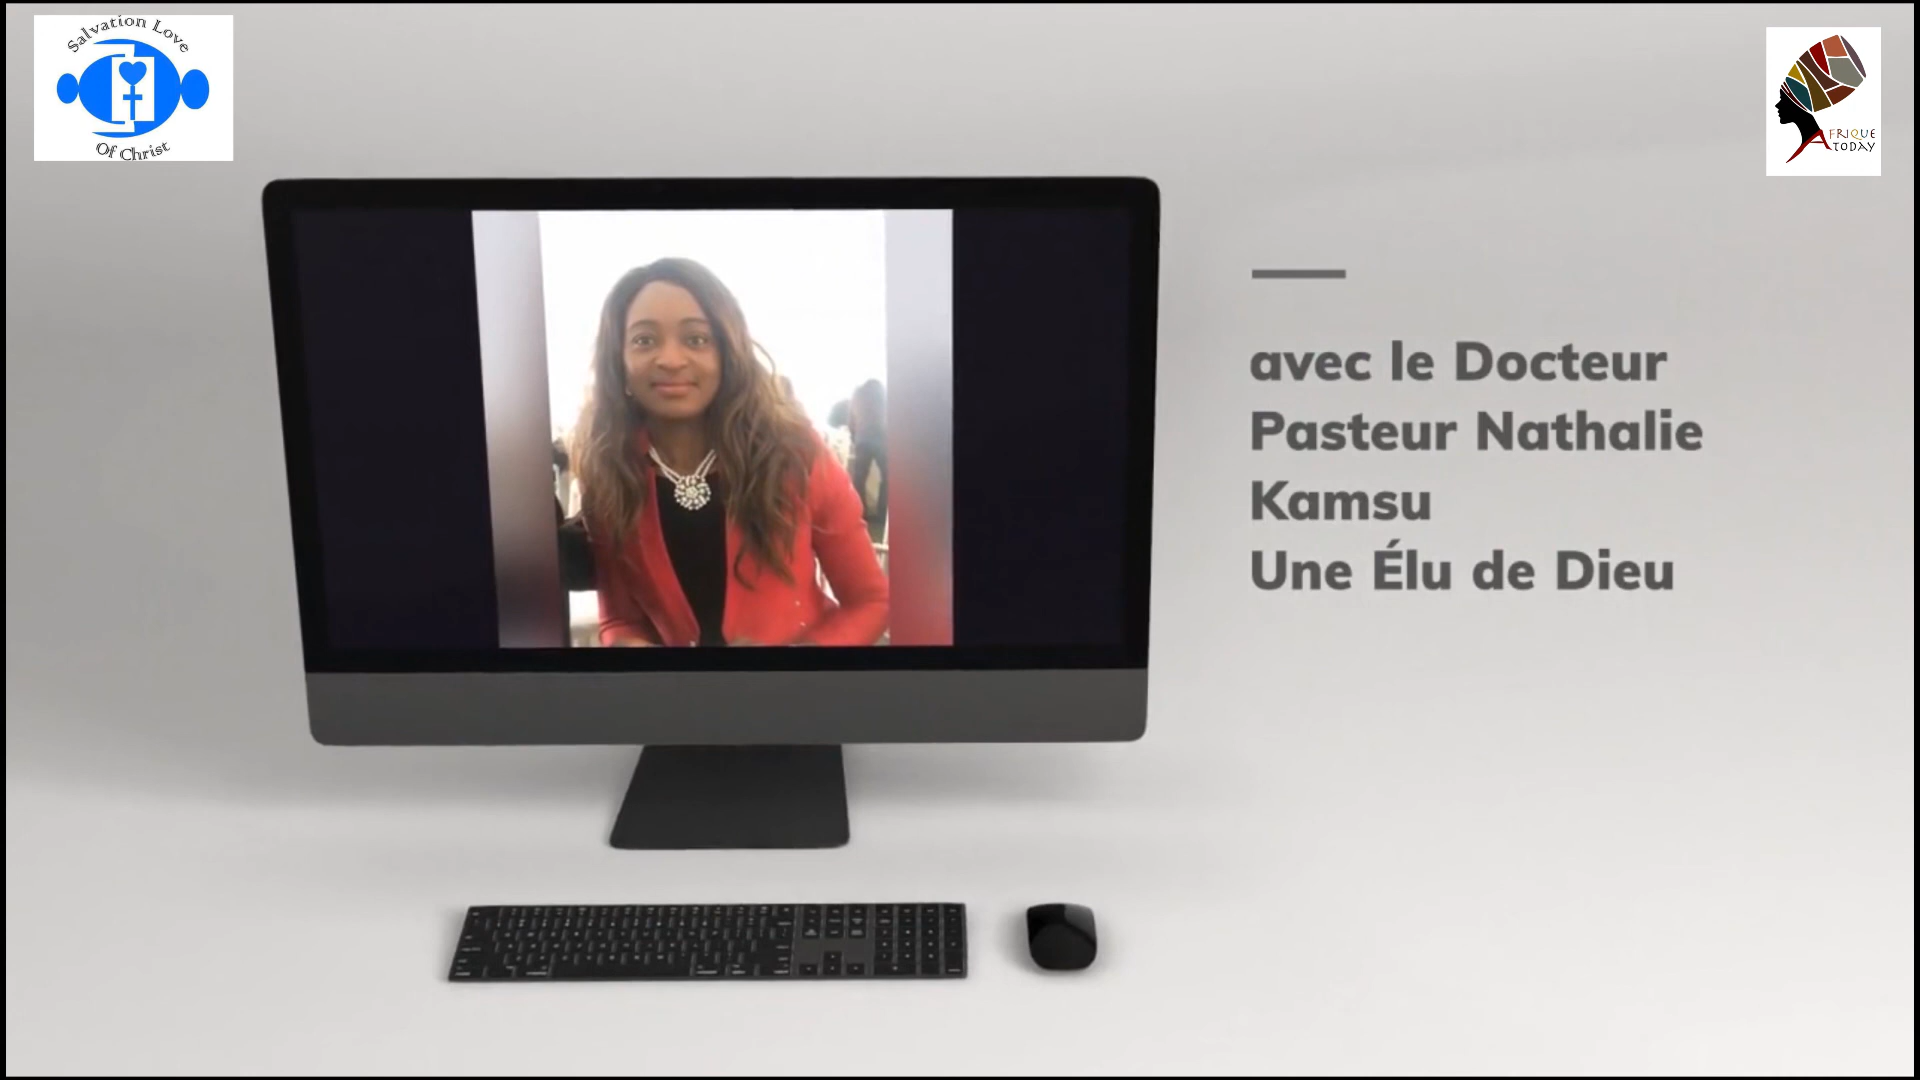 Salvation Love
Of Christ
AFRIQUE
TODAY
avec le Docteur
Pasteur Nathalie
Kamsu
Une Élu de Dieu